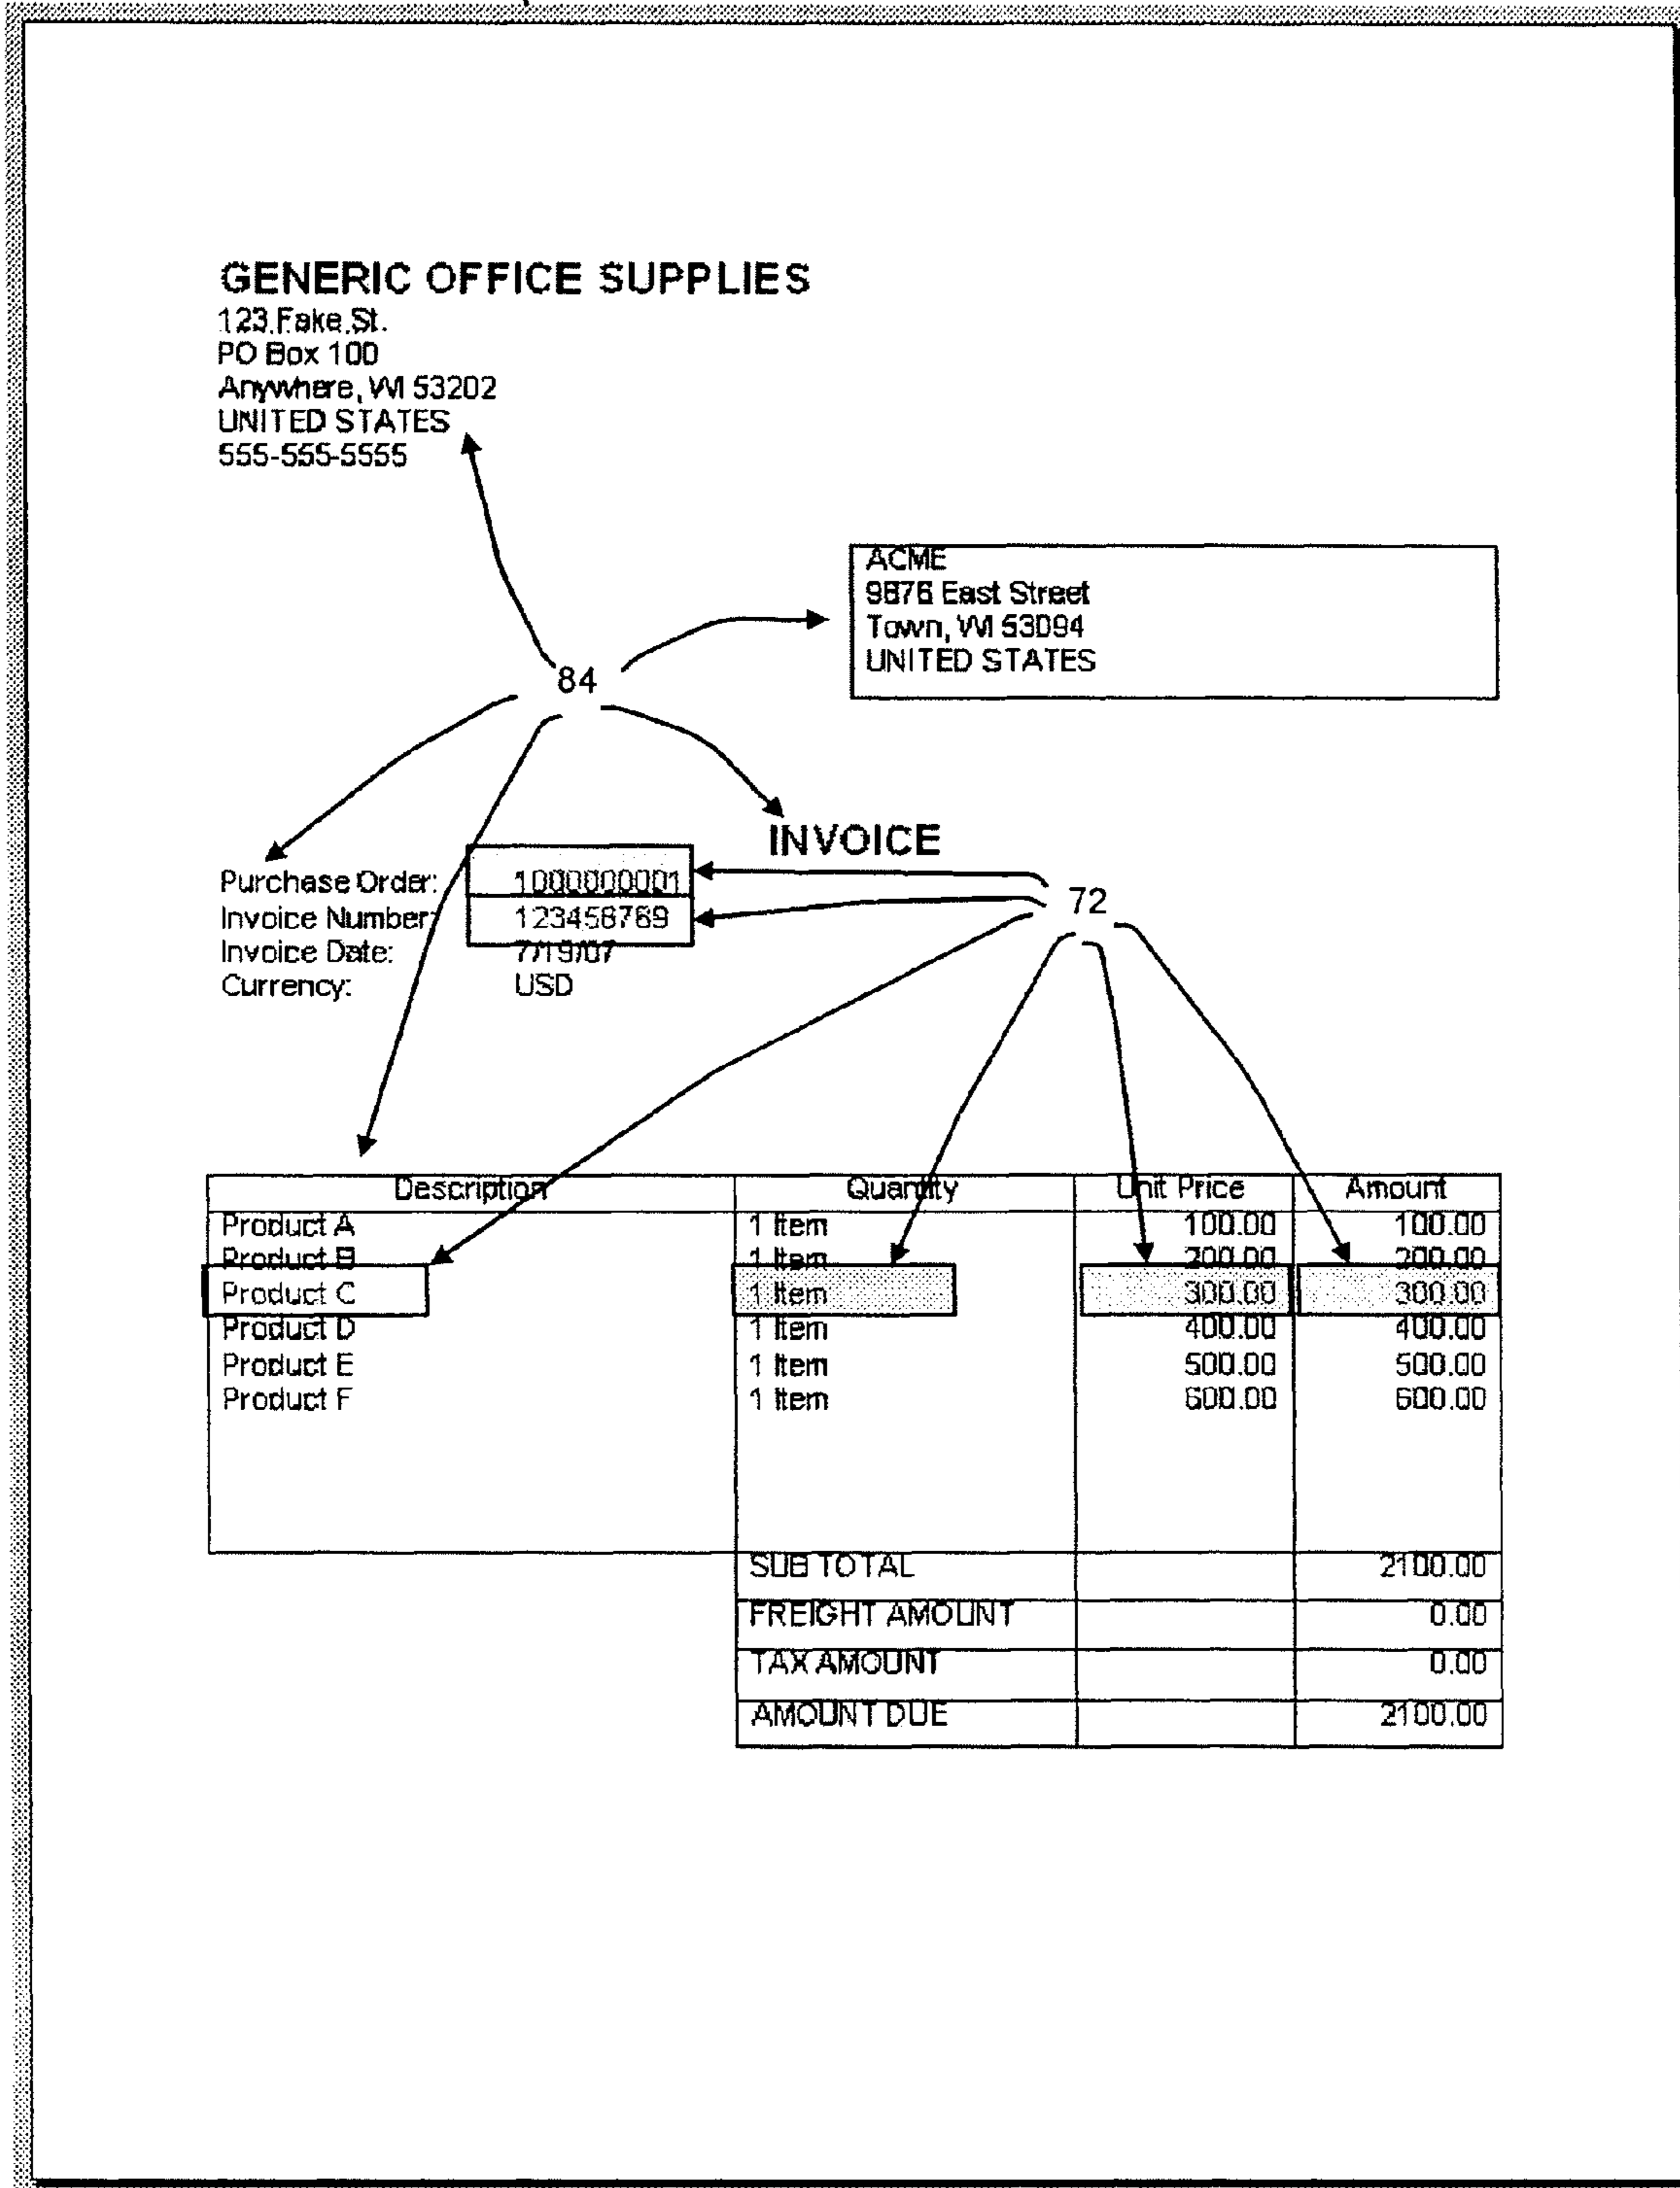 GENERIC OFFICE SUPPLIES
123 Fake St.
PO Box 100
Anywhere, WI 53202
UNITED STATES
555-555-5555
ACME
9876 East Street
Town, WI 53094
UNITED STATES
84
INVOICE
Purchase Order: 1000000001
72
Invoice Number: 123458769
Invoice Date: 7/19/07
Currency: USD
Description Quantity Unit Price Amount
Product A 1 Item 100.00 100.00
Product B 1 Item 200.00 200.00
Product C 1 Item 300.00 300.00
Product D 1 Item 400.00 400.00
Product E 1 Item 500.00 500.00
Product F 1 Item 600.00 600.00
SUB TOTAL 2100.00
FREIGHT AMOUNT 0.00
TAX AMOUNT 0.00
AMOUNT DUE 2100.00